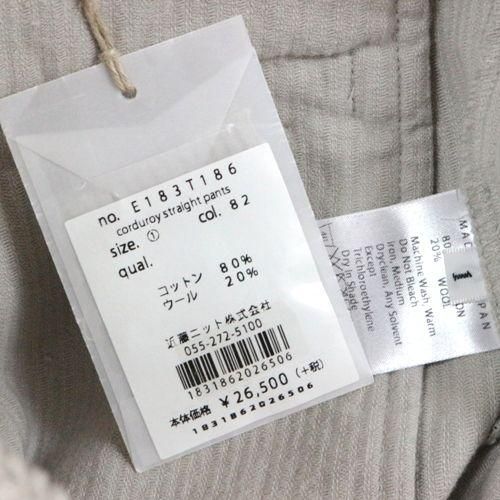 no. E183T186
corduroy straight pants
size. ① col. 82
qual.
コットン 80%
ウール 20%
近藤ニット株式会社
055-272-5100
1831862026506
本体価格 ¥26,500 (+税)
1831862026506
20% WOOL
Machine Wash, Warm
Do Not Bleach
Iron, Medium
Dryclean, Any Solvent
Except
Trichloroethylene
Dry in Shade